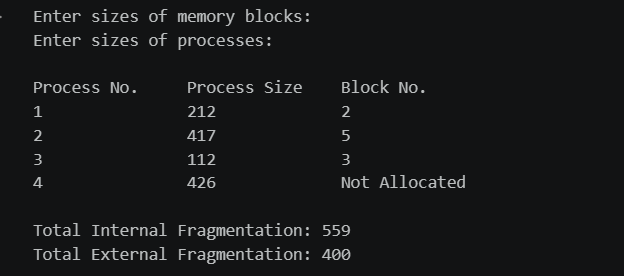 Enter sizes of memory blocks:
Enter sizes of processes:
Process No. Process Size Block No.
1 212 2
2 417 5
3 112 3
4 426 Not Allocated
Total Internal Fragmentation: 559
Total External Fragmentation: 400